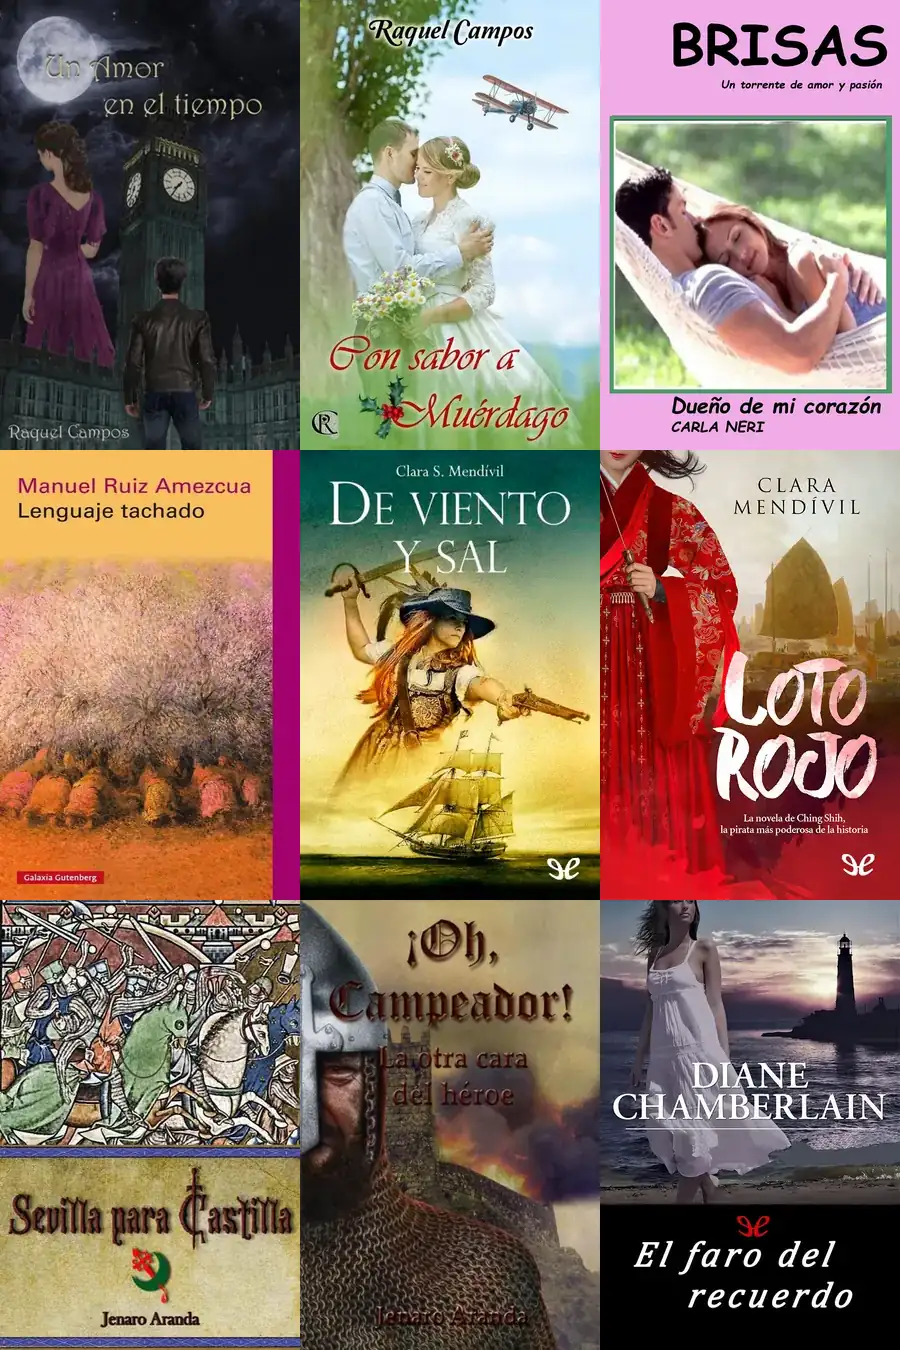 Un Amor
en el tiempo
Raquel Campos
Raquel Campos
Con sabor a
Muérdago
BRISAS
Un torrente de amor y pasión
Dueño de mi corazón
CARLA NERI
Manuel Ruiz Amezcua
Lenguaje tachado
Galaxia Gutenberg
Clara S. Mendívil
DE VIENTO
Y SAL
CLARA
MENDÍVIL
LOTO
ROJO
La novela de Ching Shih,
la pirata más poderosa de la historia
Sevilla para Castilla
Jenaro Aranda
¡Oh,
Campeador!
La otra cara
del héroe
Jenaro Aranda
DIANE
CHAMBERLAIN
El faro del
recuerdo